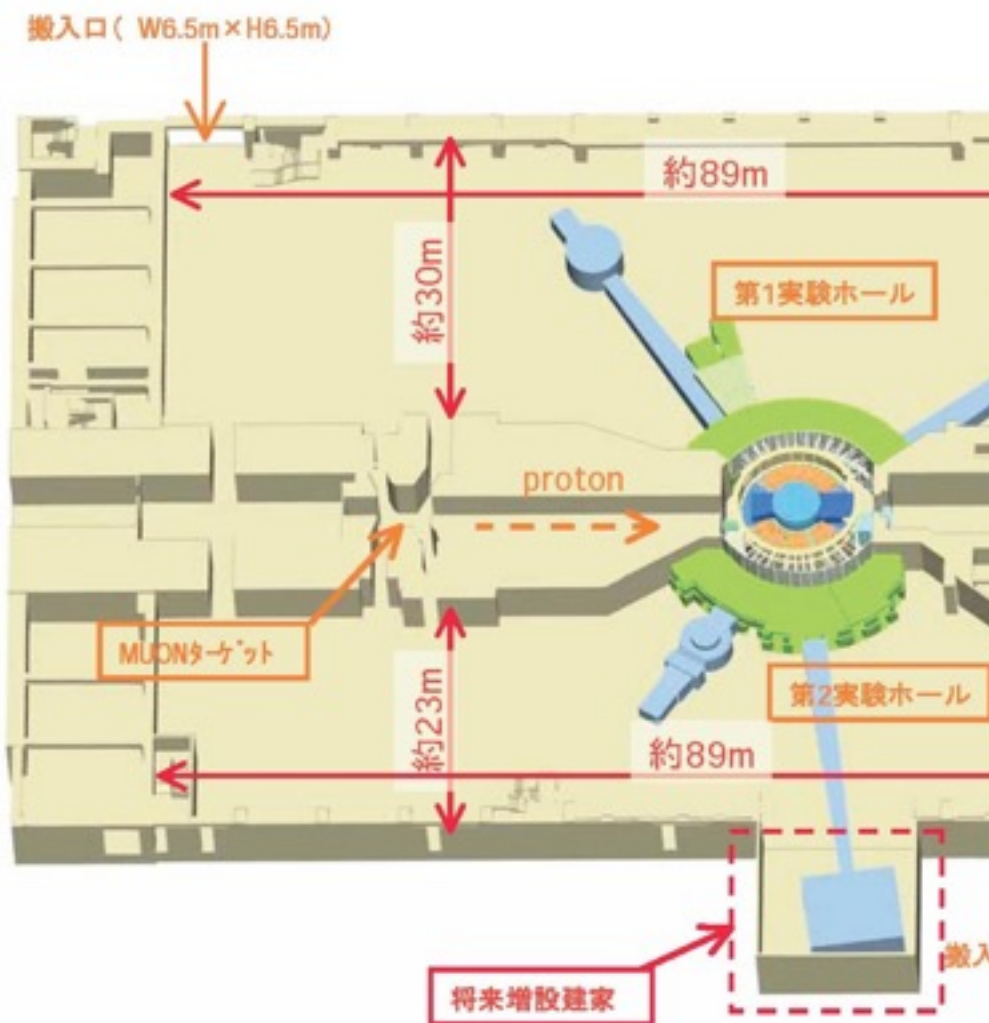 搬入口( W6.5m×H6.5m)
約89m
約30m
第1実験ホール
proton
MUONターゲット
第2実験ホール
約23m
約89m
搬入
将来増設建家